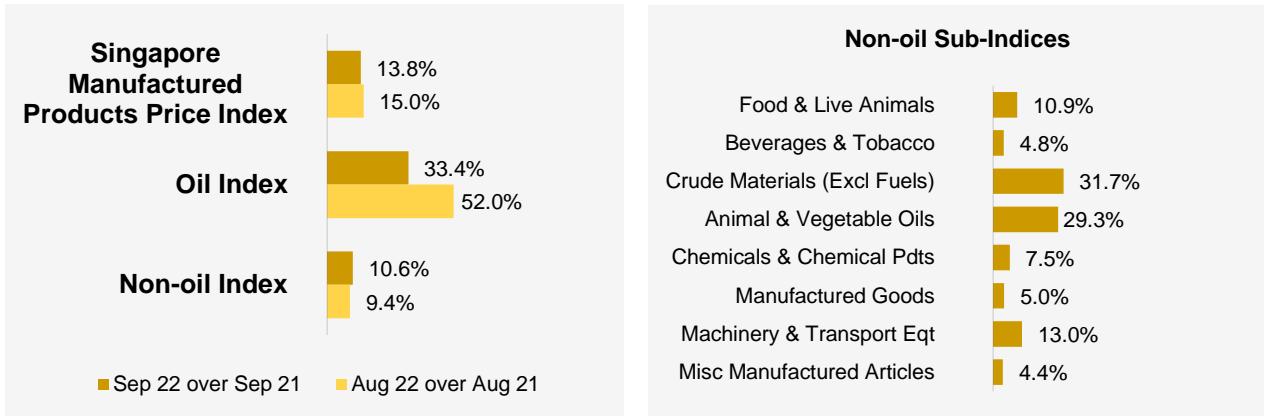 Singapore
Manufactured
Products Price Index
13.8%
15.0%
Oil Index
33.4%
52.0%
Non-oil Index
10.6%
9.4%
Sep 22 over Sep 21 Aug 22 over Aug 21
Non-oil Sub-Indices
Food & Live Animals 10.9%
Beverages & Tobacco 4.8%
Crude Materials (Excl Fuels) 31.7%
Animal & Vegetable Oils 29.3%
Chemicals & Chemical Pdts 7.5%
Manufactured Goods 5.0%
Machinery & Transport Eqt 13.0%
Misc Manufactured Articles 4.4%